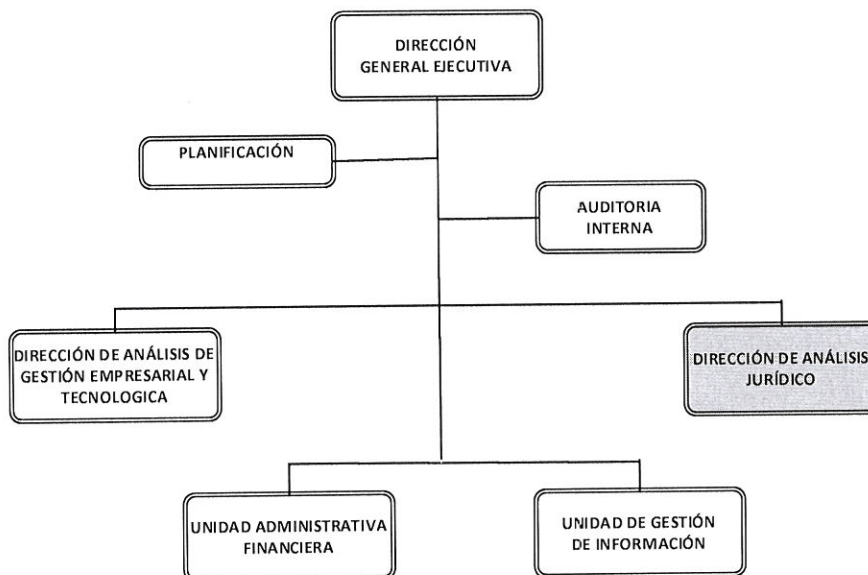 DIRECCIÓN
GENERAL EJECUTIVA
PLANIFICACIÓN
AUDITORIA
INTERNA
DIRECCIÓN DE ANÁLISIS DE
GESTIÓN EMPRESARIAL Y
TECNOLOGICA
DIRECCIÓN DE ANÁLISIS
JURÍDICO
UNIDAD ADMINISTRATIVA
FINANCIERA
UNIDAD DE GESTIÓN
DE INFORMACIÓN